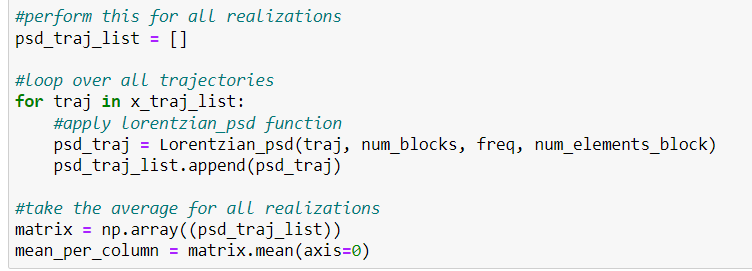 #perform this for all realizations
psd_traj_list = []
#loop over all trajectories
for traj in x_traj_list:
    #apply lorentzian_psd function
    psd_traj = Lorentzian_psd(traj, num_blocks, freq, num_elements_block)
    psd_traj_list.append(psd_traj)
#take the average for all realizations
matrix = np.array((psd_traj_list))
mean_per_column = matrix.mean(axis=0)